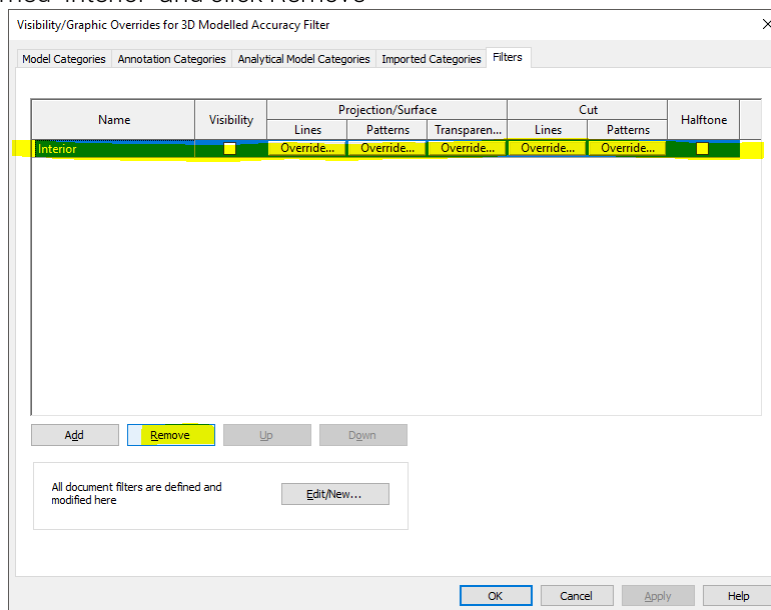 Visibility/Graphic Overrides for 3D Modelled Accuracy Filter
Model Categories Annotation Categories Analytical Model Categories Imported Categories Filters
Name Visibility Projection/Surface Cut Halftone
Lines Patterns Transparen... Lines Patterns
Interior Override... Override... Override... Override... Override...
Add Remove Up Down
All document filters are defined and
modified here
Edit/New...
OK Cancel Apply Help